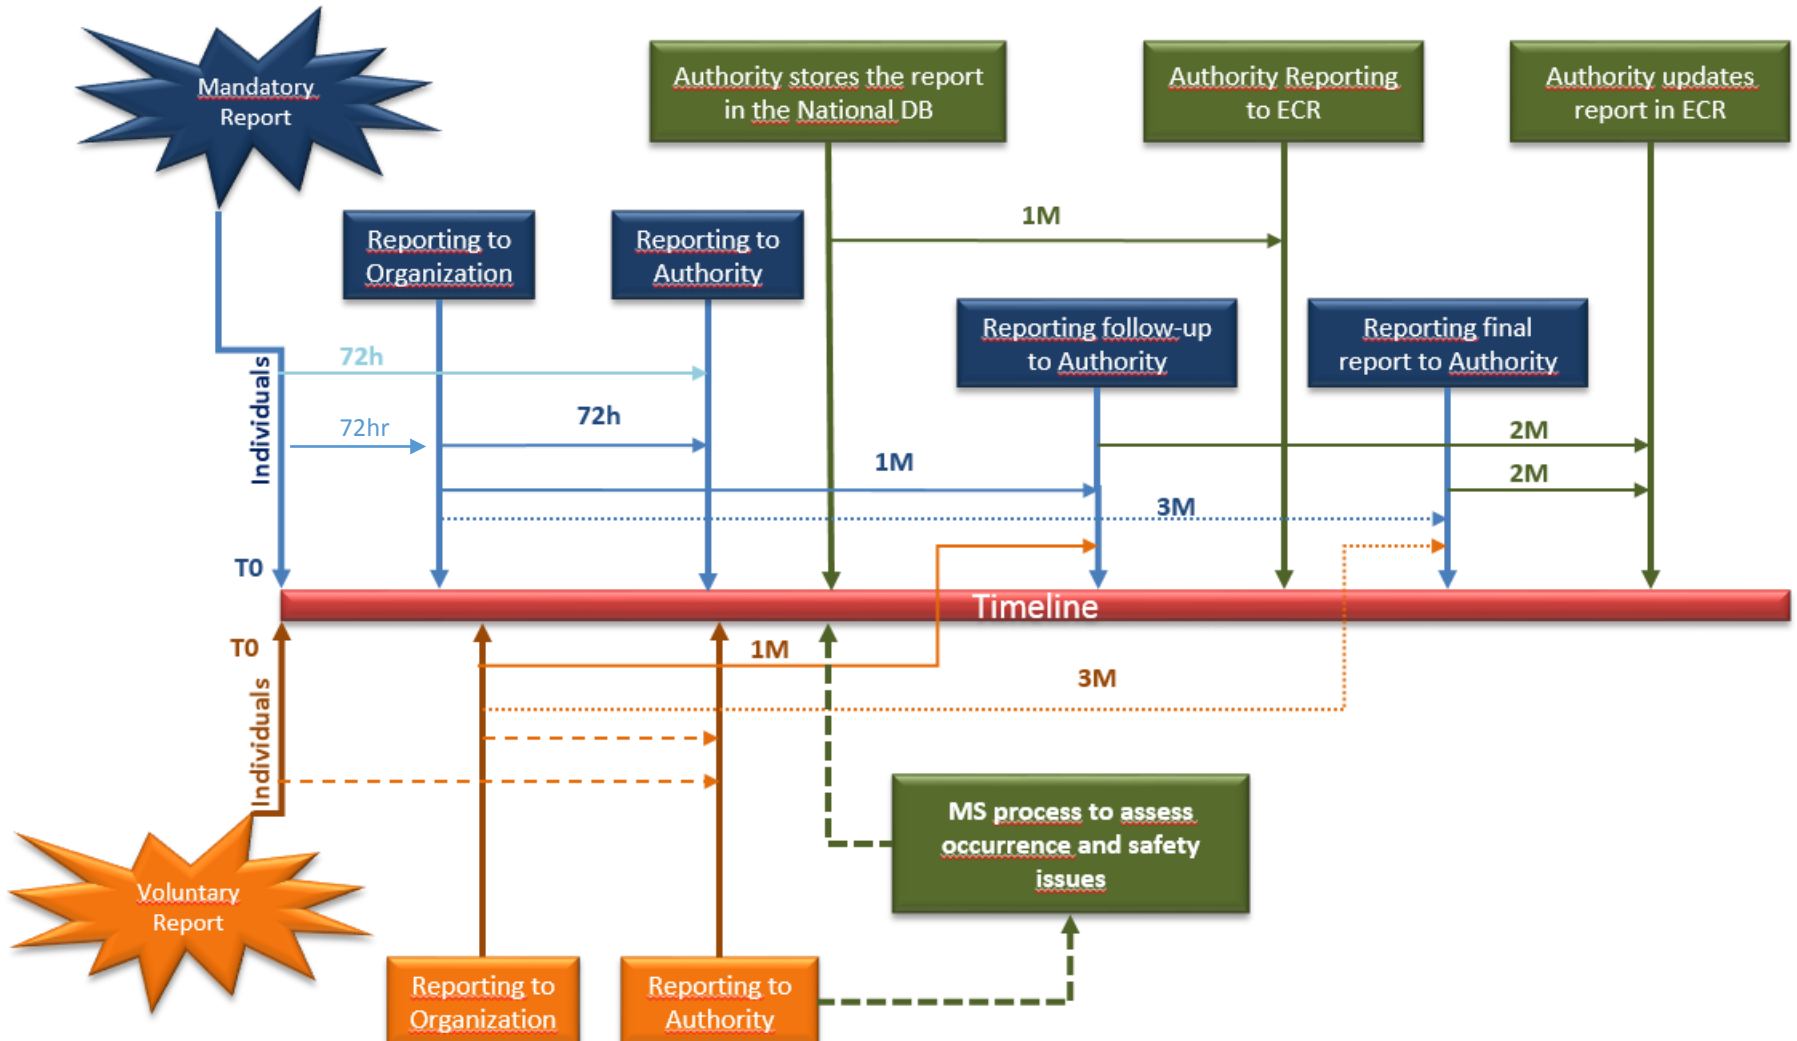 Mandatory
Report
Authority stores the report
in the National DB
Authority Reporting
to ECR
Authority updates
report in ECR
1M
Reporting to
Organization
Reporting to
Authority
Reporting follow-up
to Authority
Reporting final
report to Authority
72h
Individuals
72hr
72h
1M
2M
2M
3M
T0
Timeline
T0
1M
3M
Individuals
MS process to assess
occurrence and safety
issues
Voluntary
Report
Reporting to
Organization
Reporting to
Authority